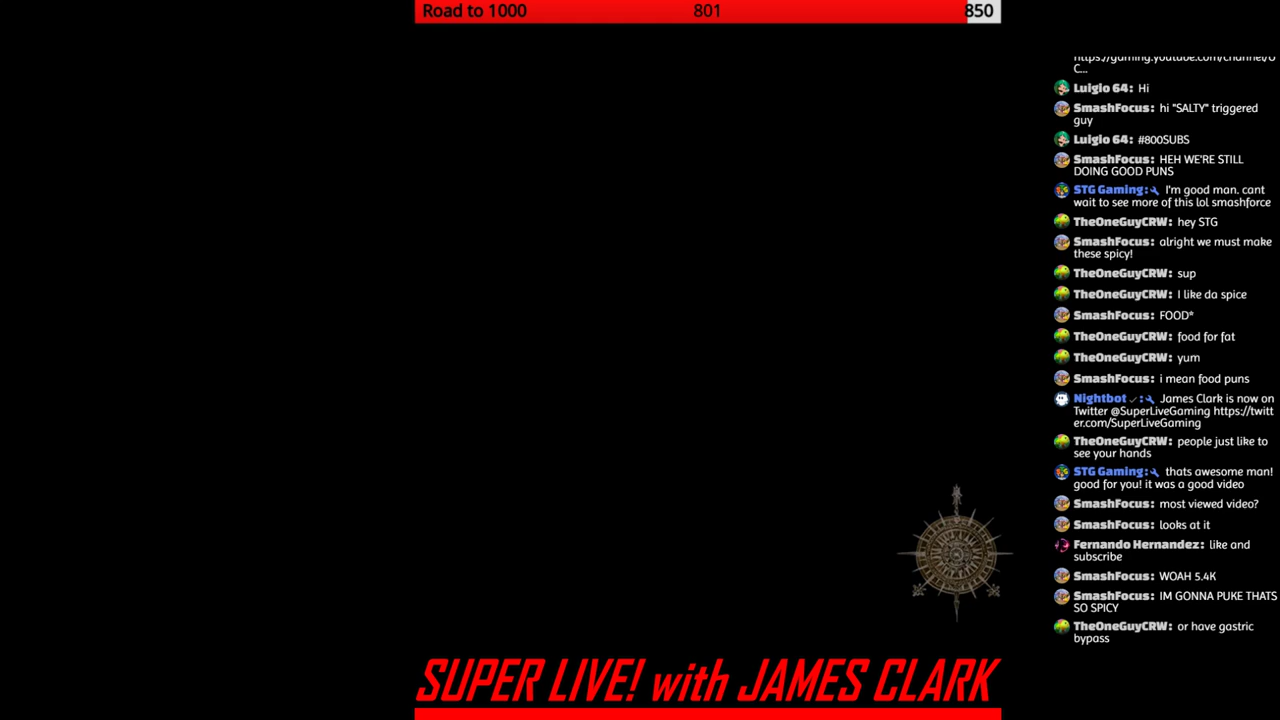 Road to 1000 801 850
https://gaming.youtube.com/channel/U
C...
Luigio 64: Hi
SmashFocus: hi "SALTY" triggered
guy
Luigio 64: #800SUBS
SmashFocus: HEH WE'RE STILL
DOING GOOD PUNS
STG Gaming: I'm good man. cant
wait to see more of this lol smashforce
TheOneGuyCRW: hey STG
SmashFocus: alright we must make
these spicy!
TheOneGuyCRW: sup
TheOneGuyCRW: I like da spice
SmashFocus: FOOD*
TheOneGuyCRW: food for fat
TheOneGuyCRW: yum
SmashFocus: i mean food puns
Nightbot: James Clark is now on
Twitter @SuperLiveGaming https://twitt
er.com/SuperLiveGaming
TheOneGuyCRW: people just like to
see your hands
STG Gaming: thats awesome man!
good for you! it was a good video
SmashFocus: most viewed video?
SmashFocus: looks at it
Fernando Hernandez: like and
subscribe
SmashFocus: WOAH 5.4K
SmashFocus: IM GONNA PUKE THATS
SO SPICY
TheOneGuyCRW: or have gastric
bypass
SUPER LIVE! with JAMES CLARK